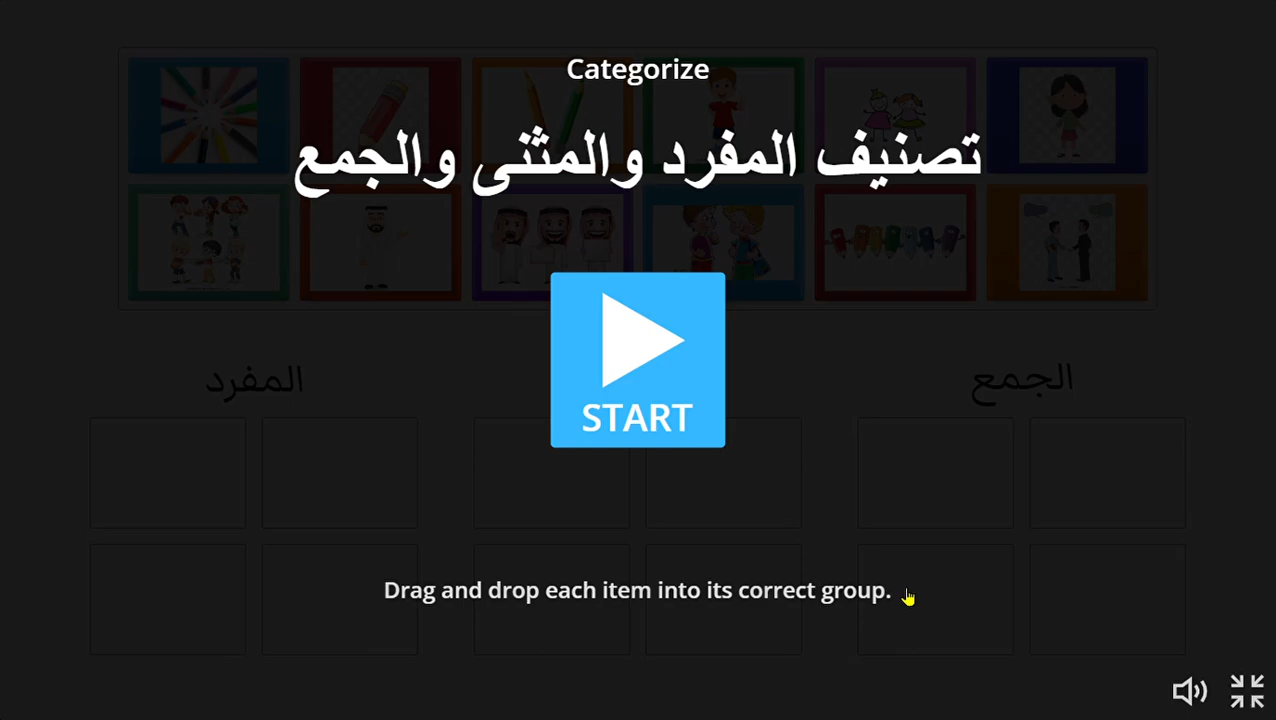 Categorize
تصنيف المفرد والمثنى والجمع
START
المفرد
الجمع
Drag and drop each item into its correct group.